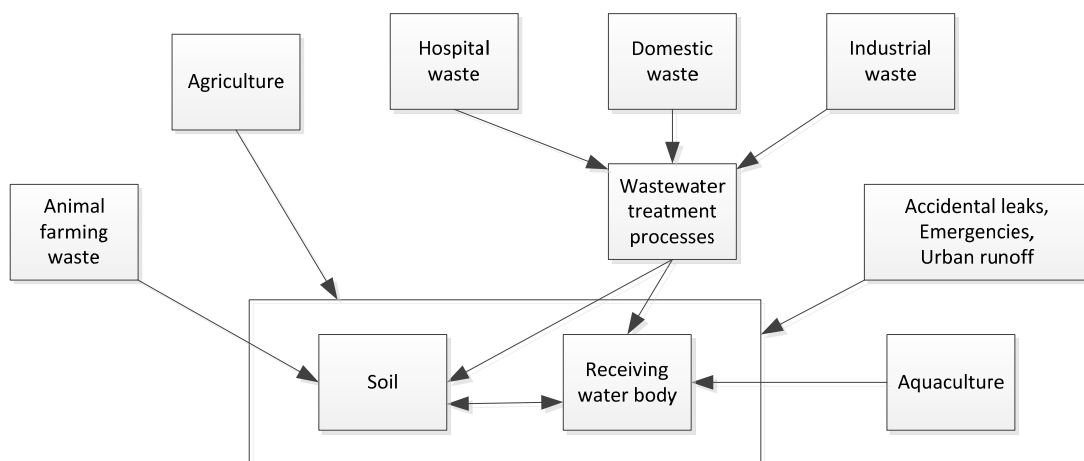 Hospital
waste
Domestic
waste
Industrial
waste
Agriculture
Wastewater
treatment
processes
Animal
farming
waste
Accidental leaks,
Emergencies,
Urban runoff
Soil
Receiving
water body
Aquaculture